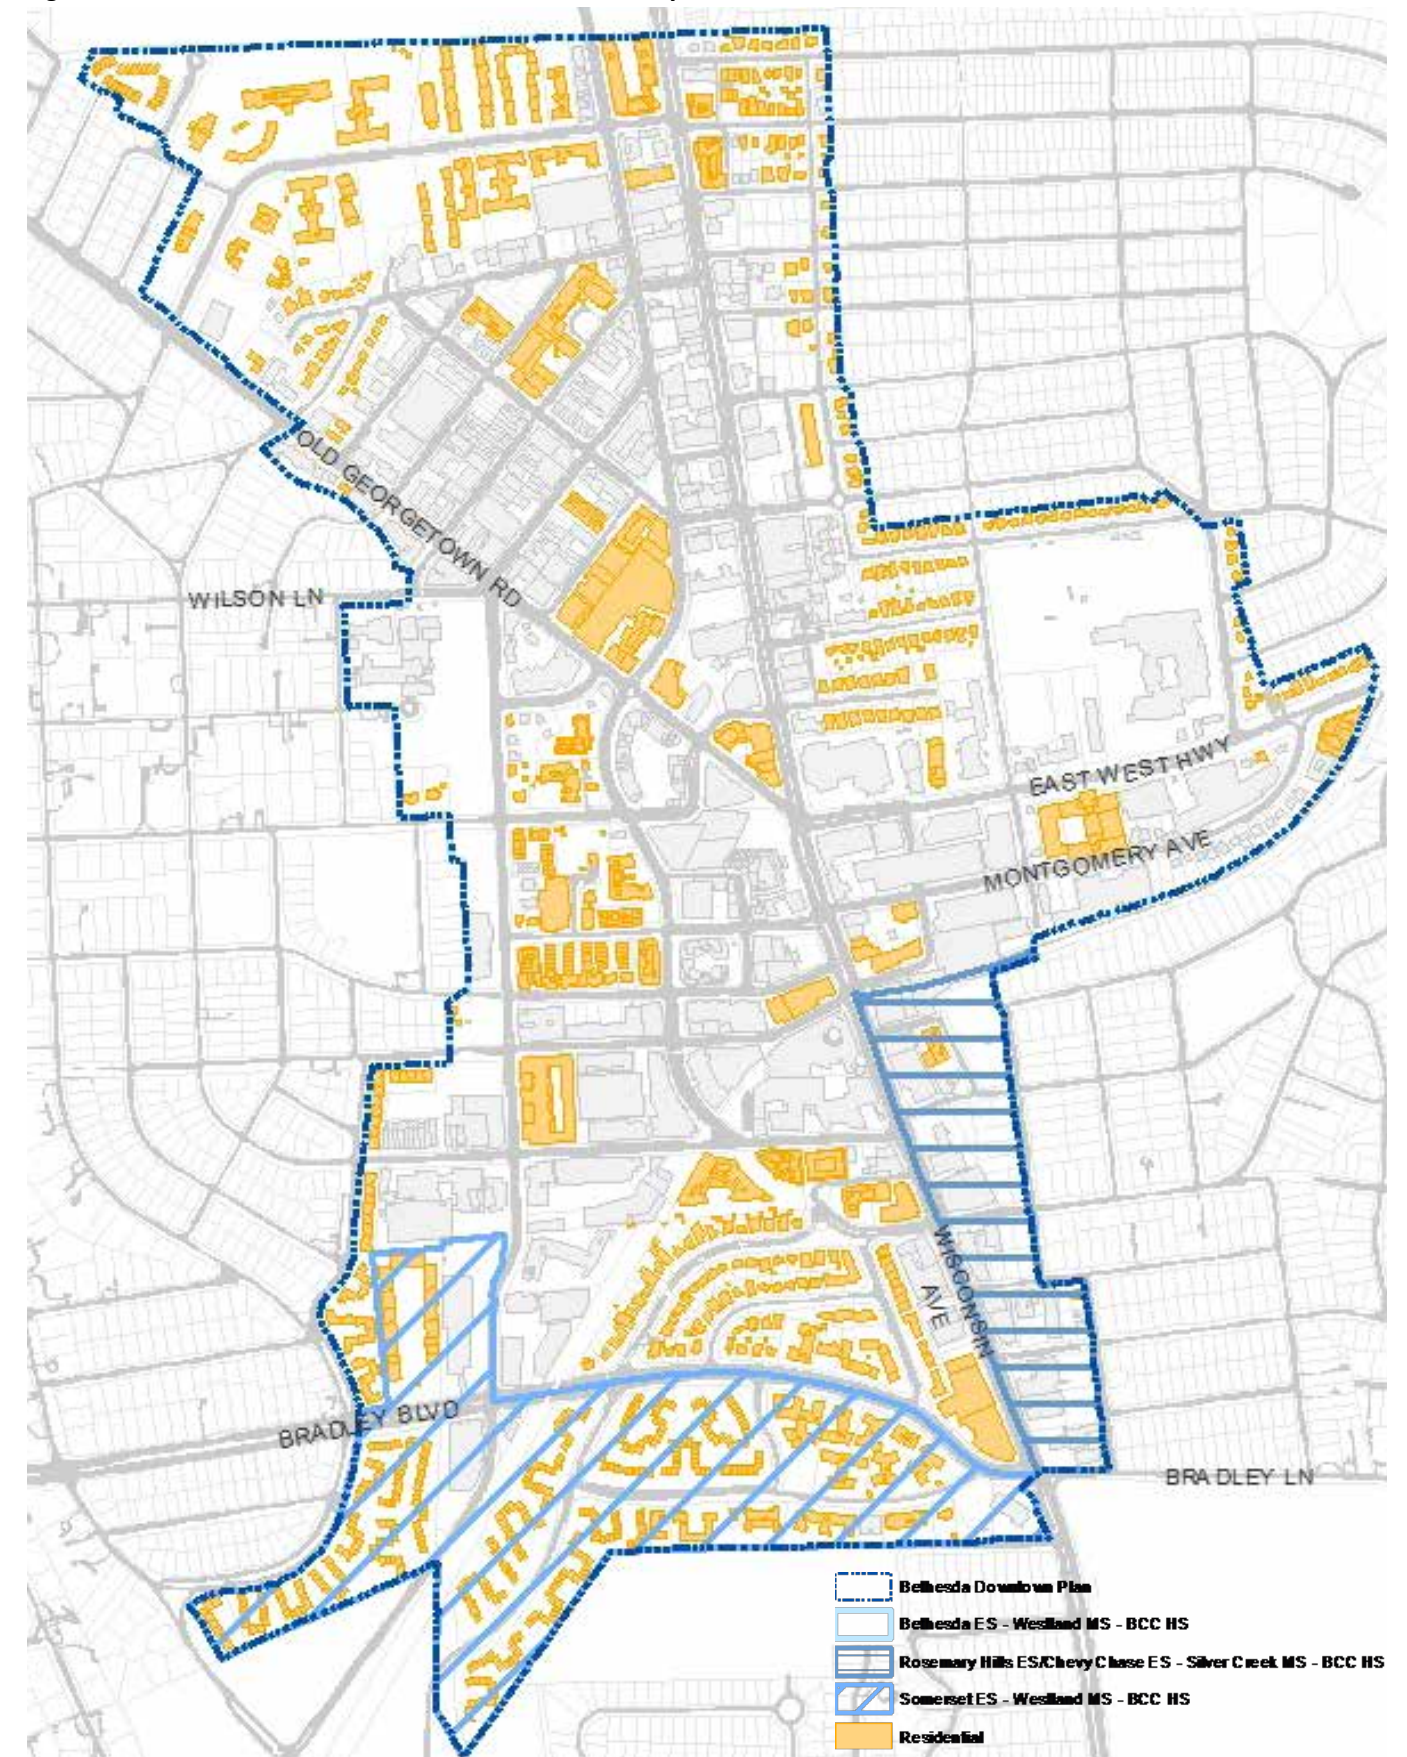 OLD GEORGETOWN RD
WILSON LN
EAST WEST HWY
MONTGOMERY AVE
WISCONSIN
AVE
BRADLEY BLVD
BRADLEY LN
Bethesda Downtown Plan
Bethesda ES - Westland MS - BCC HS
Rosemary Hills ES/Chevy Chase ES - Silver Creek MS - BCC HS
Somerset ES - Westland MS - BCC HS
Residential